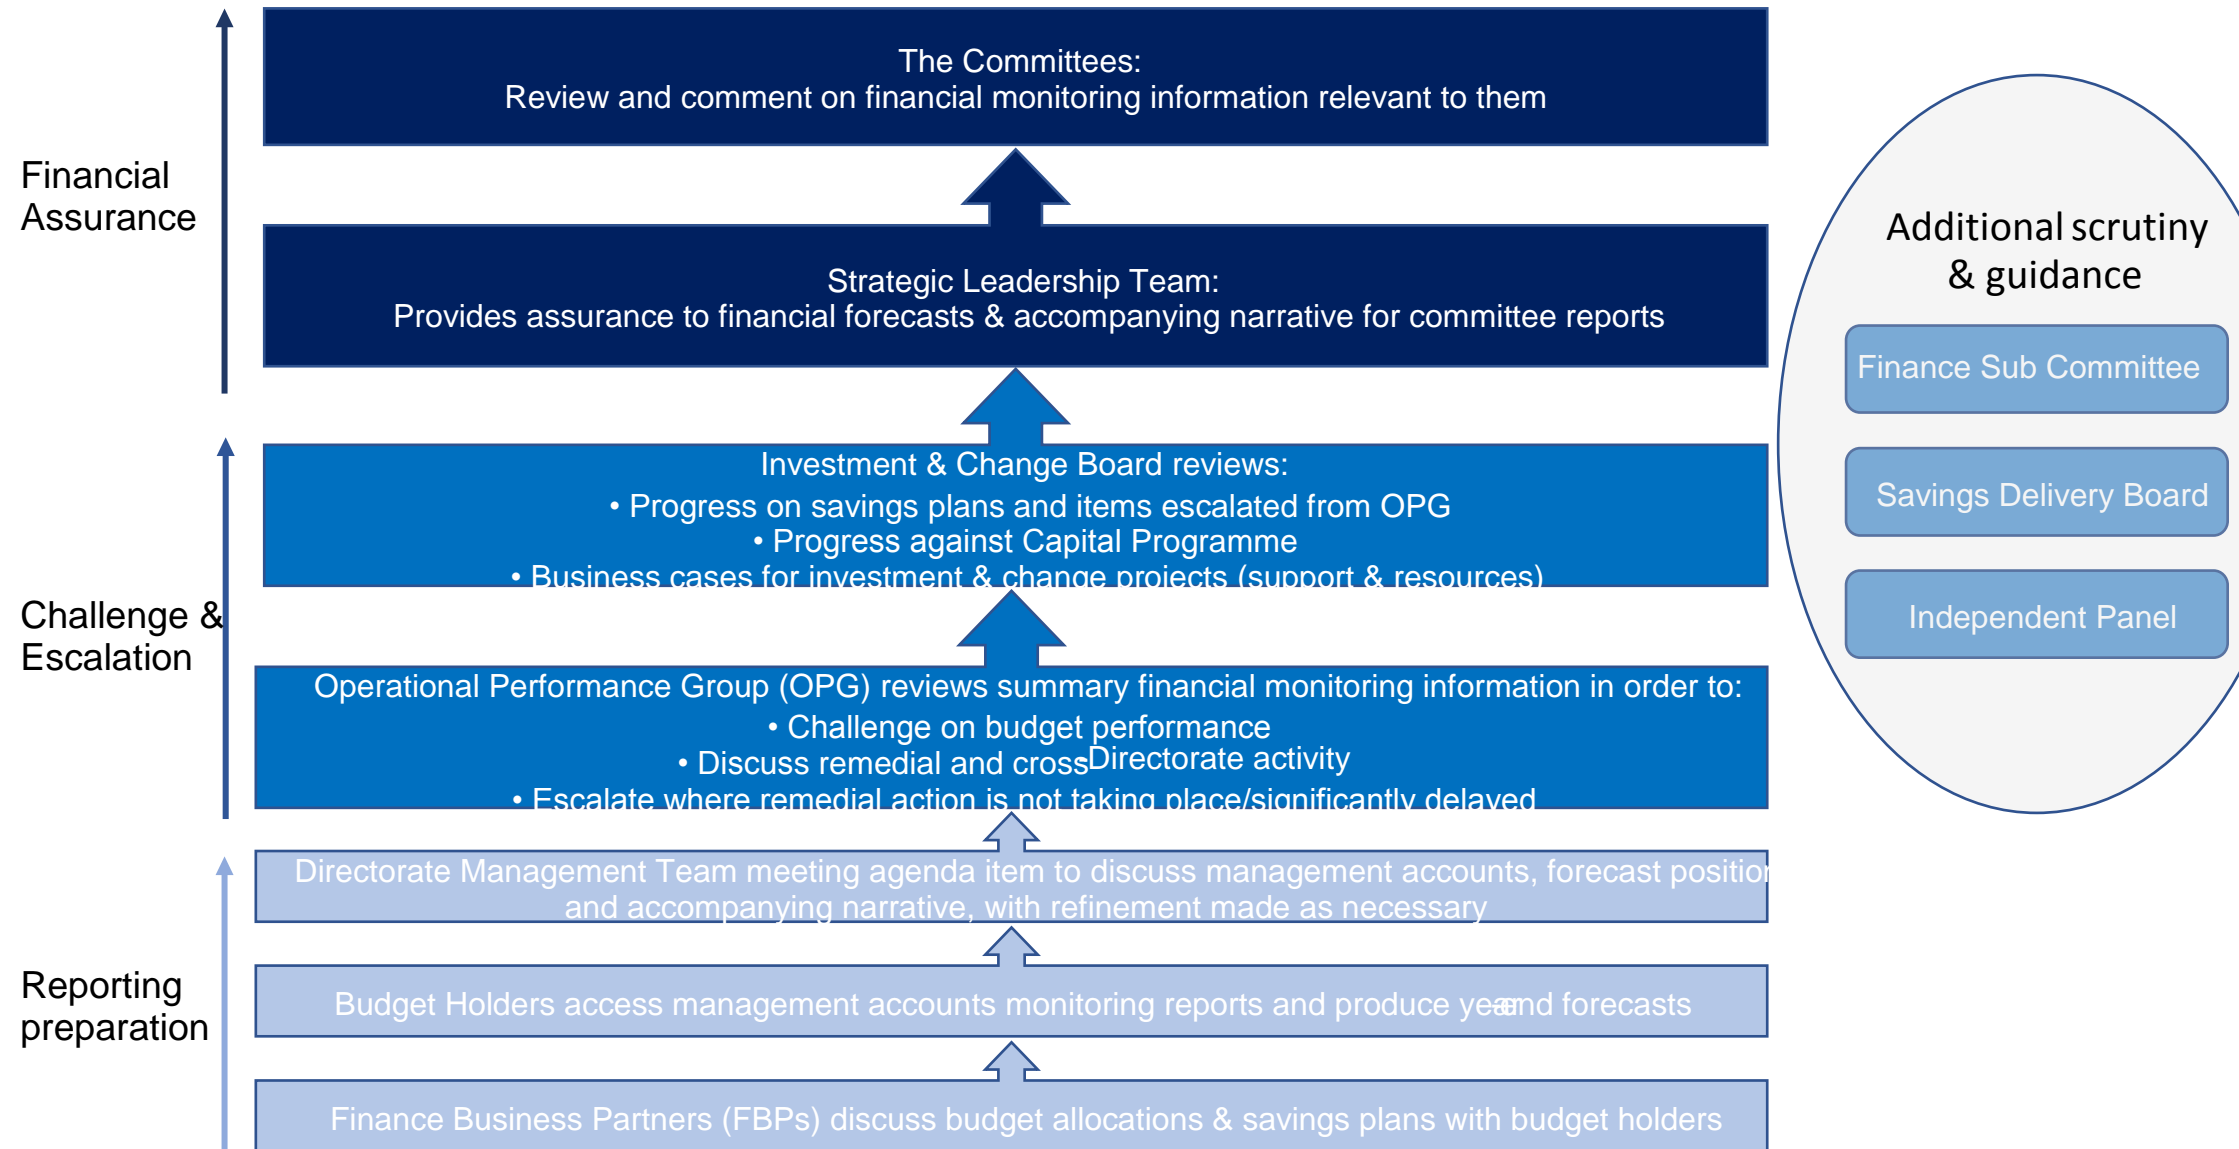 The Committees:
Review and comment on financial monitoring information relevant to them
Financial
Assurance
Strategic Leadership Team:
Provides assurance to financial forecasts & accompanying narrative for committee reports
Investment & Change Board reviews:
• Progress on savings plans and items escalated from OPG
• Progress against Capital Programme
• Business cases for investment & change projects (support & resources)
Challenge &
Escalation
Operational Performance Group (OPG) reviews summary financial monitoring information in order to:
• Challenge on budget performance
• Discuss remedial and cross-Directorate activity
• Escalate where remedial action is not taking place/significantly delayed
Directorate Management Team meeting agenda item to discuss management accounts, forecast position
and accompanying narrative, with refinement made as necessary
Reporting
preparation
Budget Holders access management accounts monitoring reports and produce year-end forecasts
Finance Business Partners (FBPs) discuss budget allocations & savings plans with budget holders
Additional scrutiny
& guidance
Finance Sub Committee
Savings Delivery Board
Independent Panel